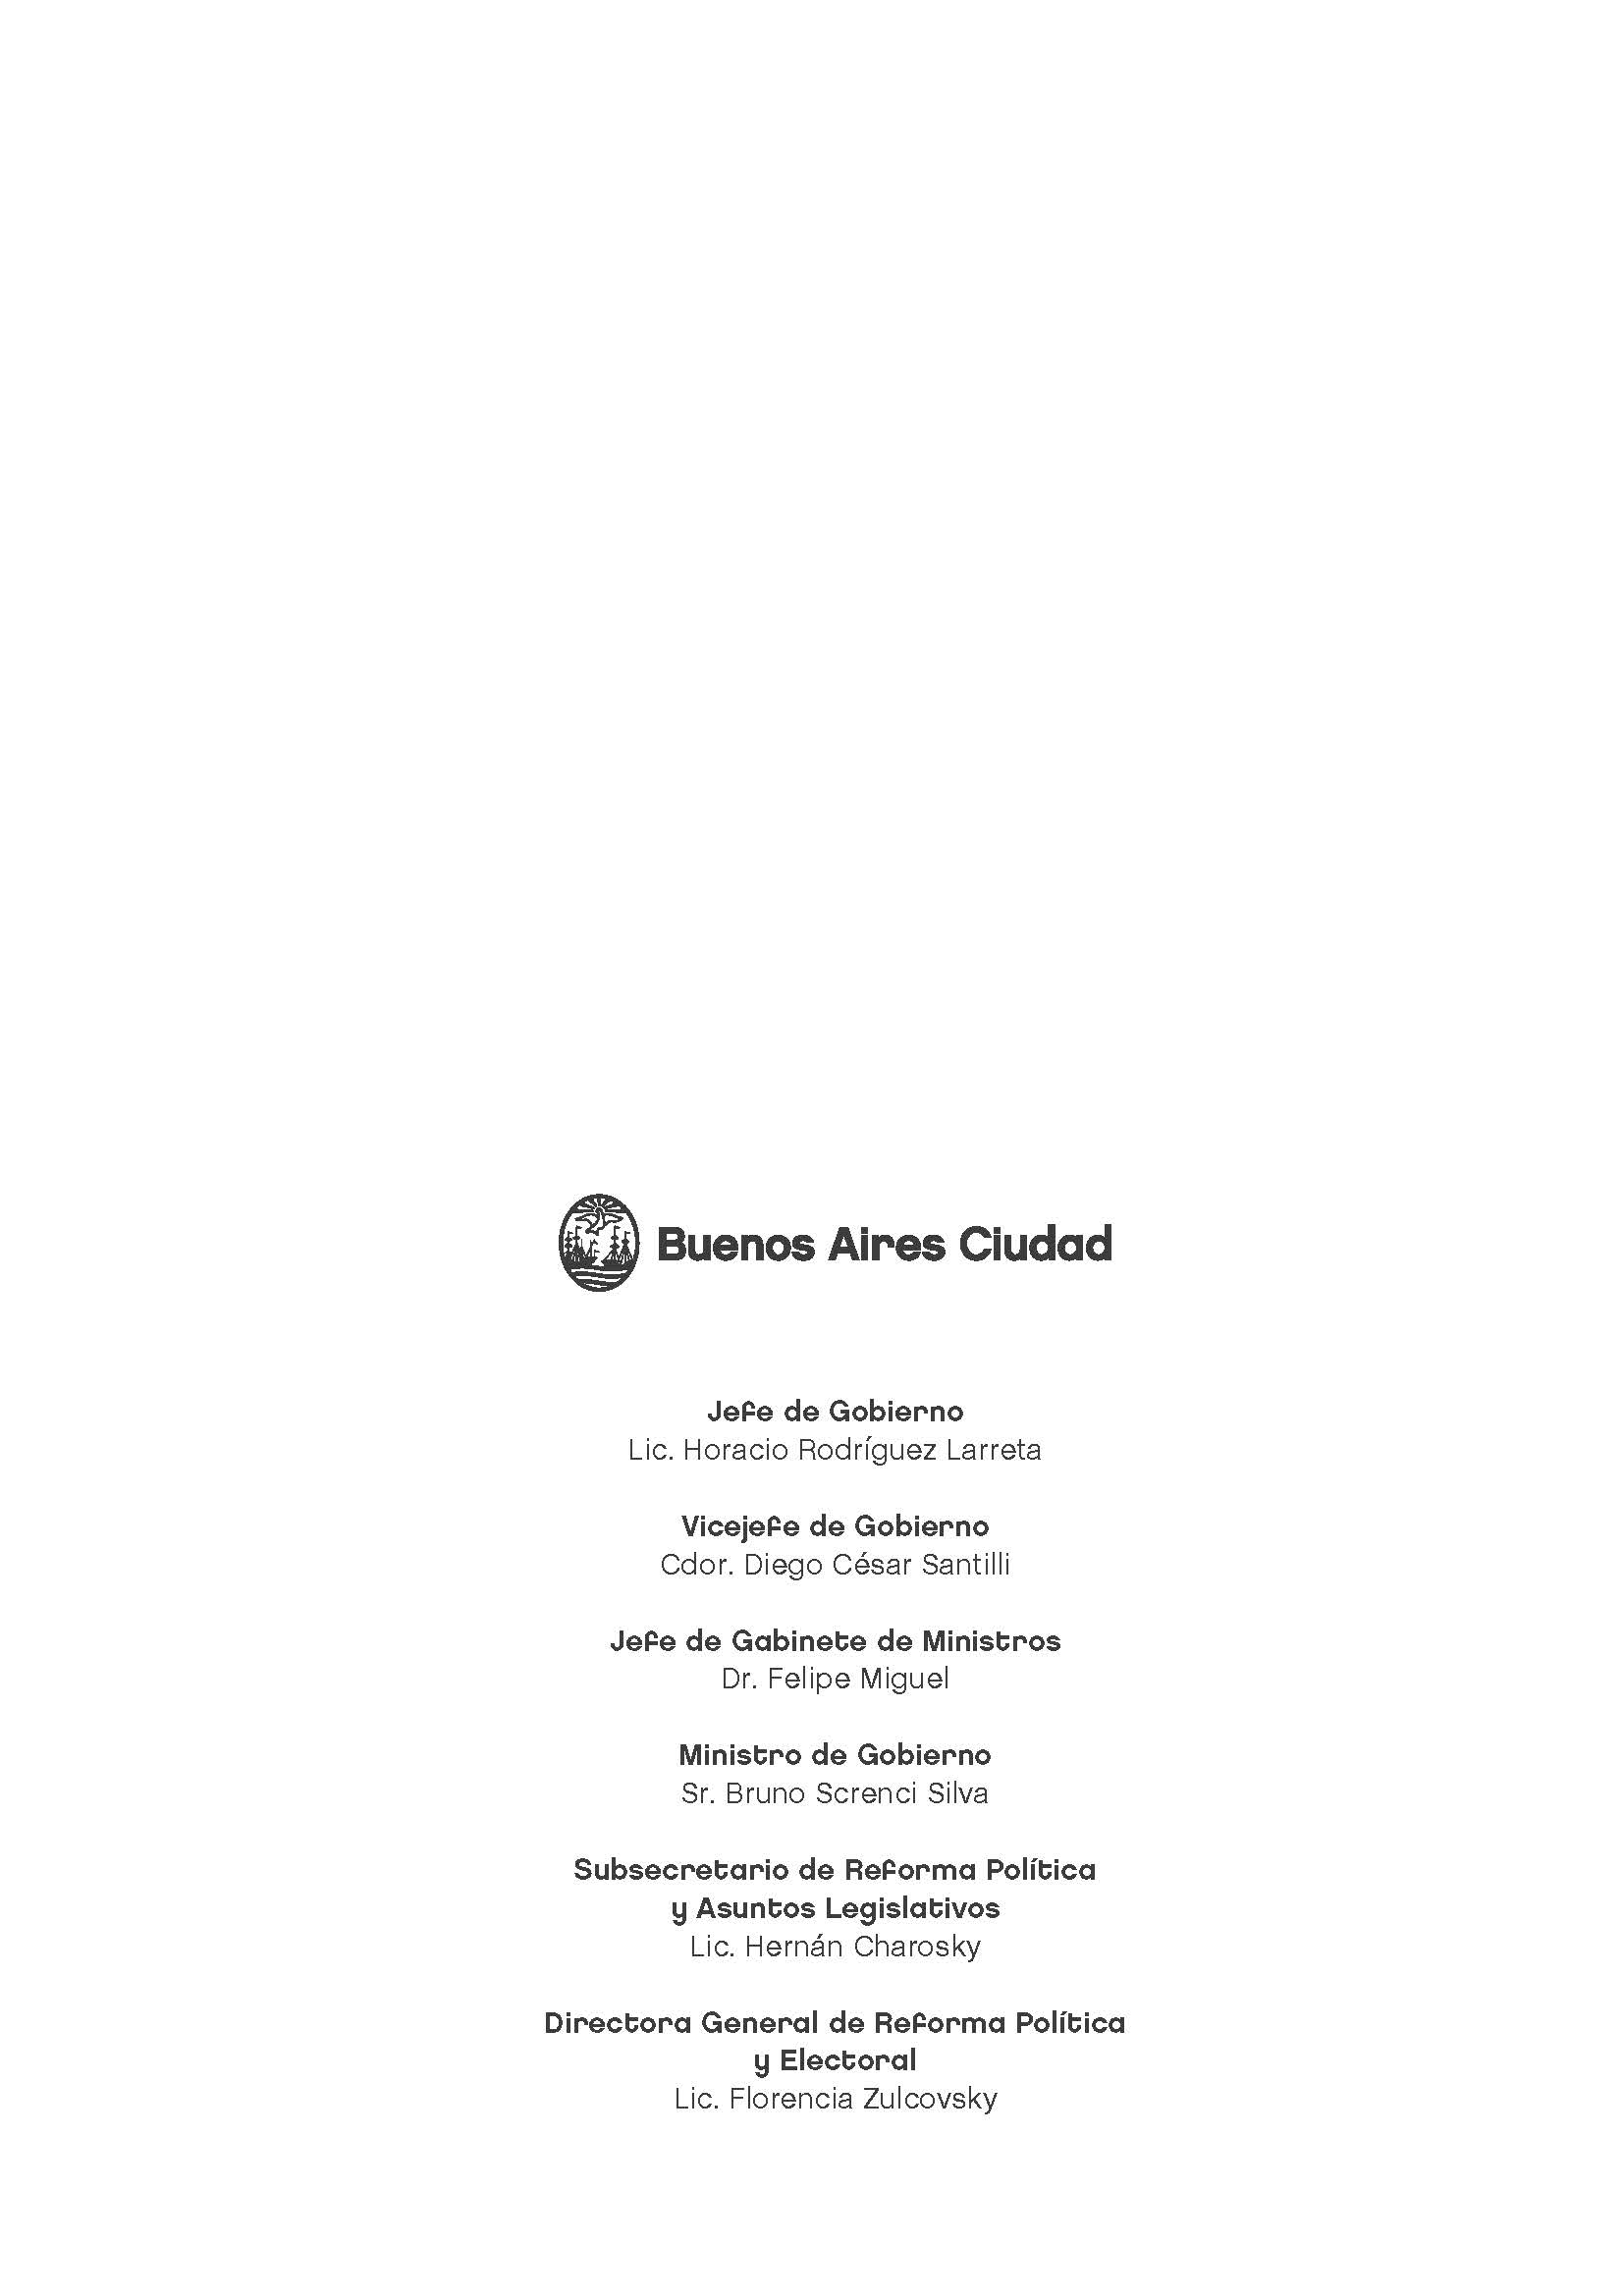 Buenos Aires Ciudad
Jefe de Gobierno
Lic. Horacio Rodríguez Larreta
Vicejefe de Gobierno
Cdor. Diego César Santilli
Jefe de Gabinete de Ministros
Dr. Felipe Miguel
Ministro de Gobierno
Sr. Bruno Screnci Silva
Subsecretario de Reforma Política
y Asuntos Legislativos
Lic. Hernán Charosky
Directora General de Reforma Política
y Electoral
Lic. Florencia Zulcovsky